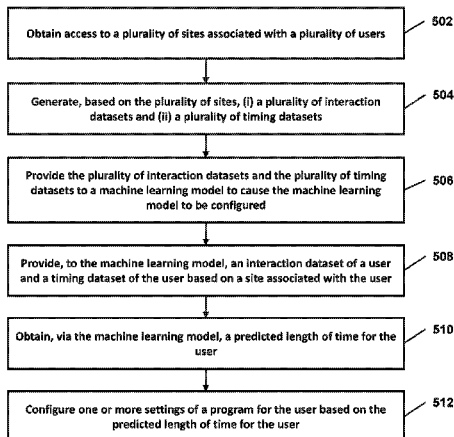 Obtain access to a plurality of sites associated with a plurality of users
502
Generate, based on the plurality of sites, (i) a plurality of interaction
datasets and (ii) a plurality of timing datasets
504
Provide the plurality of interaction datasets and the plurality of timing
datasets to a machine learning model to cause the machine learning
model to be configured
506
Provide, to the machine learning model, an interaction dataset of a user
and a timing dataset of the user based on a site associated with the user
508
Obtain, via the machine learning model, a predicted length of time for the
user
510
Configure one or more settings of a program for the user based on the
predicted length of time for the user
512